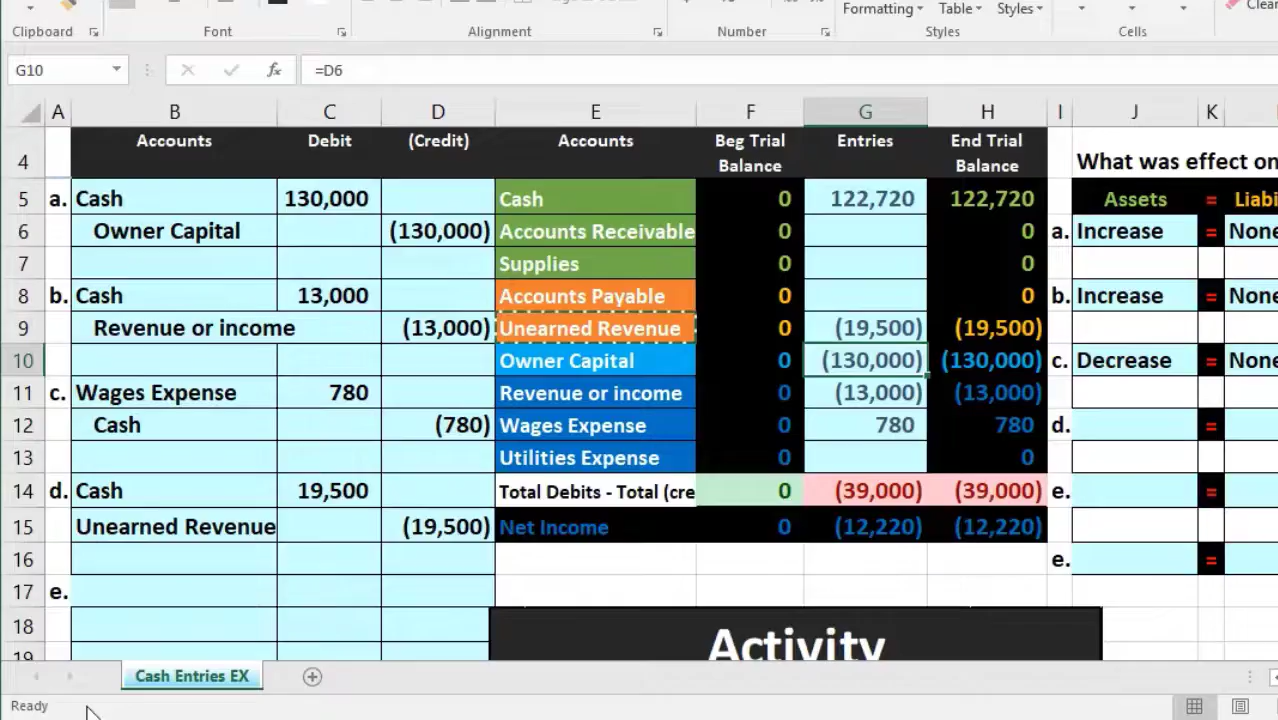 Formatting Table Styles Clear
Clipboard Font Alignment Number Styles Cells
G10 fx =D6
A B C D E F G H I J K
4 Accounts Debit (Credit) Accounts Beg Trial Balance Entries End Trial Balance What was effect on
5 a. Cash 130,000 Cash 0 122,720 122,720 Assets = Liabi
6 Owner Capital (130,000) Accounts Receivable 0 0 a. Increase = None
7 Supplies 0 0
8 b. Cash 13,000 Accounts Payable 0 0 b. Increase = None
9 Revenue or income (13,000) Unearned Revenue 0 (19,500) (19,500)
10 Owner Capital 0 (130,000) (130,000) c. Decrease = None
11 c. Wages Expense 780 Revenue or income 0 (13,000) (13,000)
12 Cash (780) Wages Expense 0 780 780 d. =
13 Utilities Expense 0 0
14 d. Cash 19,500 Total Debits - Total (cre 0 (39,000) (39,000) e. =
15 Unearned Revenue (19,500) Net Income 0 (12,220) (12,220)
16 e. =
17 e.
18 Activity
19
Cash Entries EX
Ready